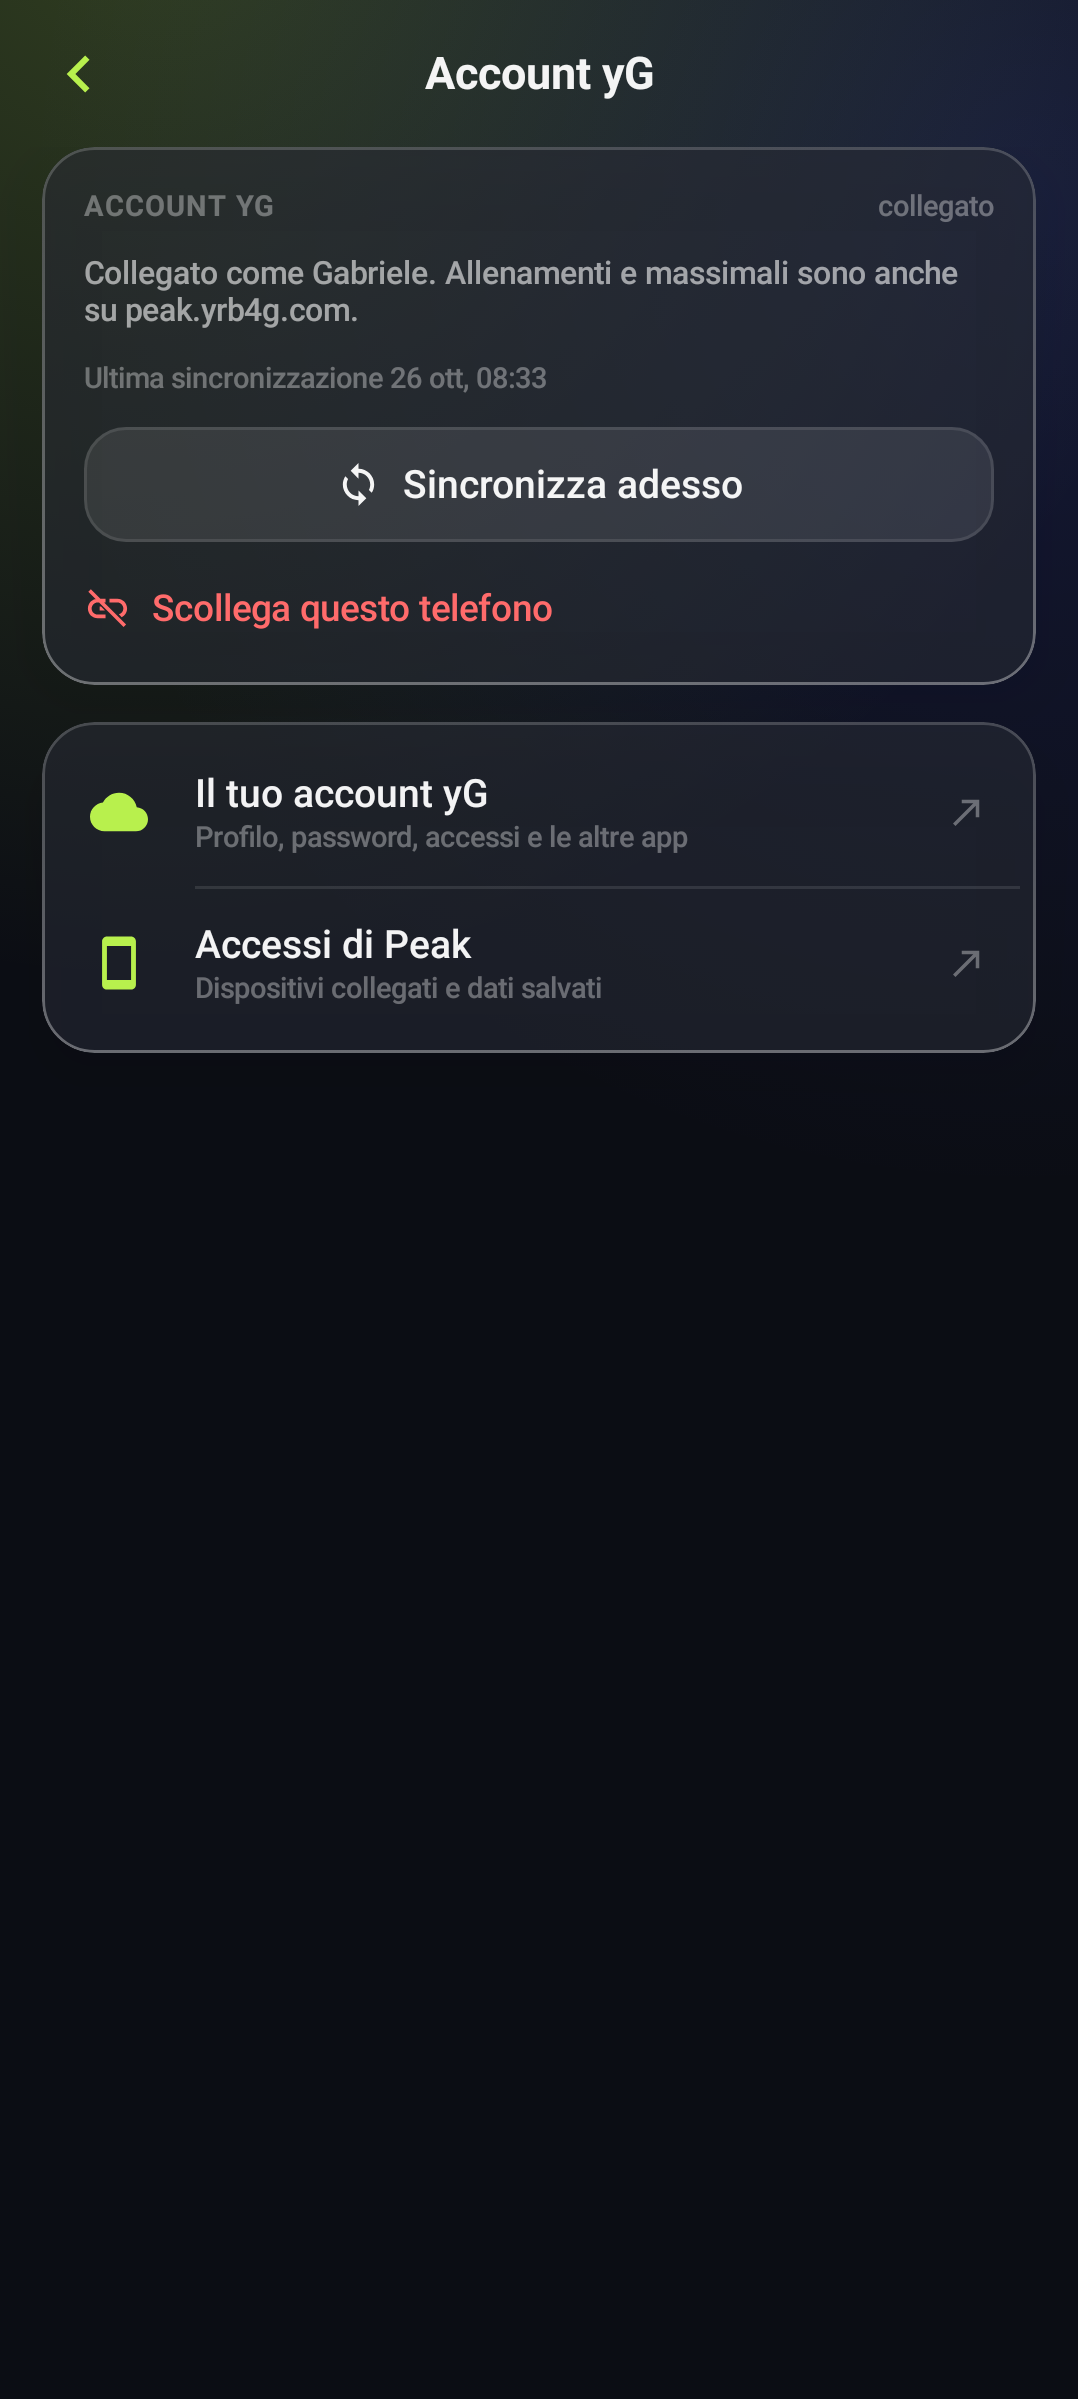 Account yG
ACCOUNT YG
collegato
Collegato come Gabriele. Allenamenti e massimali sono anche
su peak.yrb4g.com.
Ultima sincronizzazione 26 ott, 08:33
Sincronizza adesso
Scollega questo telefono
Il tuo account yG
Profilo, password, accessi e le altre app
Accessi di Peak
Dispositivi collegati e dati salvati